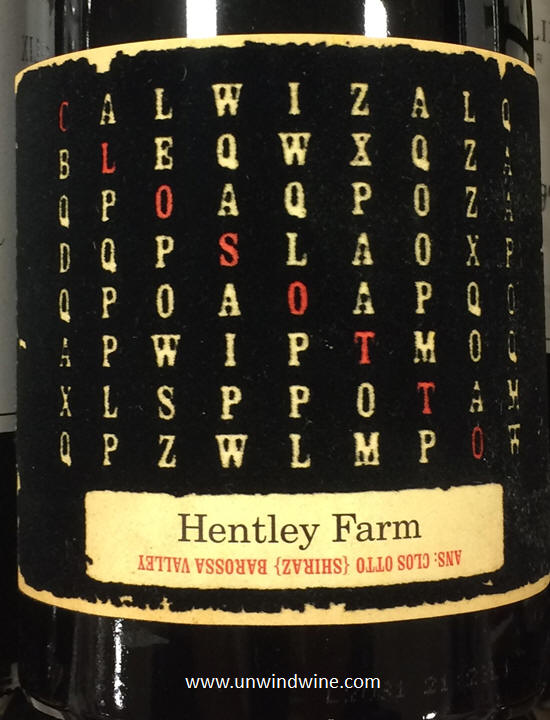 C A L W I Z A L Q
B L E Q W X Q Z A
Q P O A Q P O Z A
D Q P S L A O X P
Q P O A O A P Q O
A P W I P T M O Q
X L S P P O T A M
Q P Z W L M P O W
Hentley Farm
ANS: CLOS OTTO {SHIRAZ} BAROSSA VALLEY
www.unwindwine.com